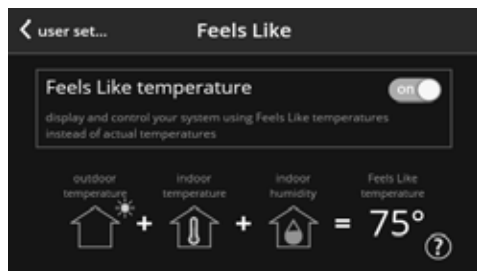 user set...
Feels Like
Feels Like temperature
on
display and control your system using Feels Like temperatures
instead of actual temperatures
outdoor
temperature
indoor
temperature
indoor
humidity
Feels Like
temperature
+ + = 75°
?